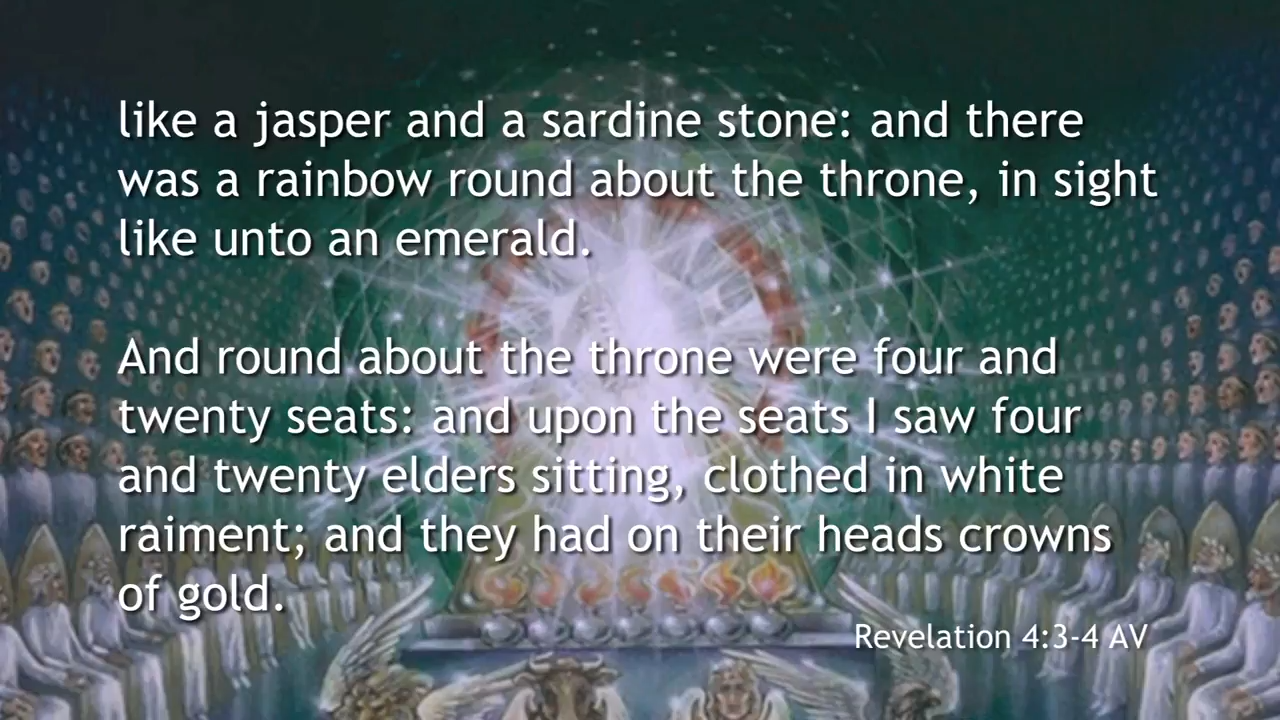 like a jasper and a sardine stone: and there
was a rainbow round about the throne, in sight
like unto an emerald.
And round about the throne were four and
twenty seats: and upon the seats I saw four
and twenty elders sitting, clothed in white
raiment; and they had on their heads crowns
of gold.
Revelation 4:3-4 AV